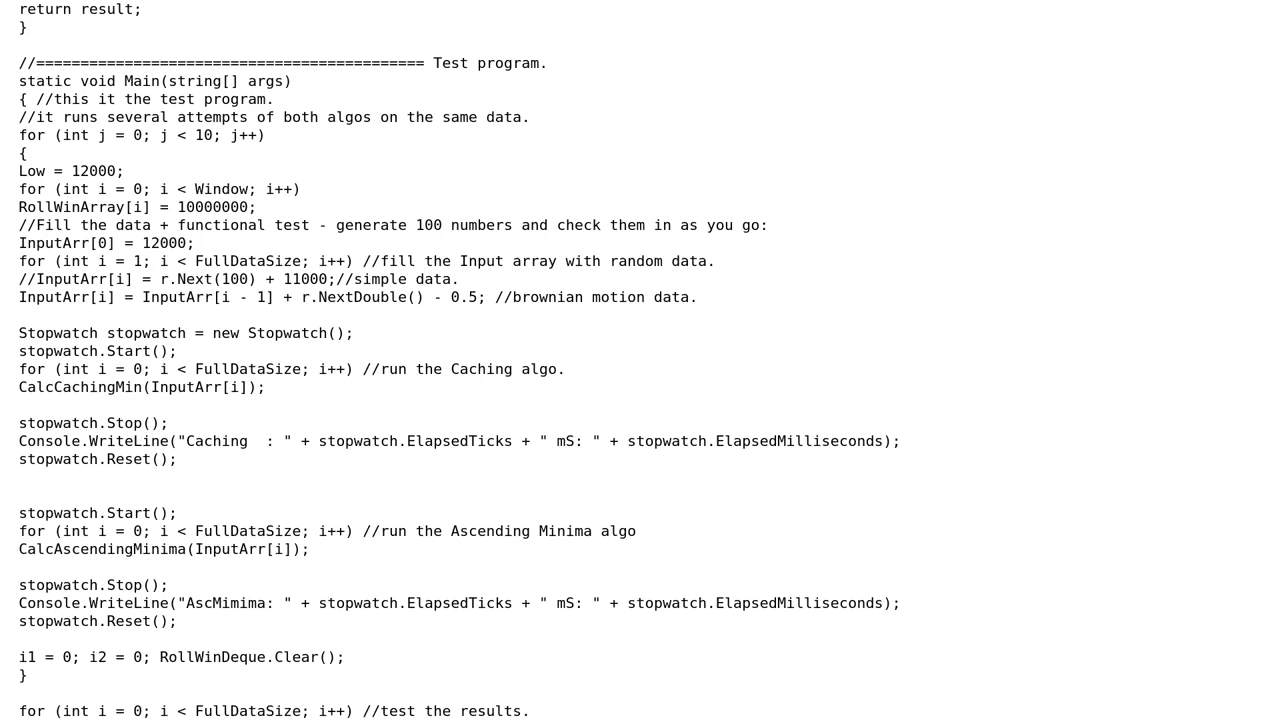 return result;
}
//============================================ Test program.
static void Main(string[] args)
{ //this it the test program.
//it runs several attempts of both algos on the same data.
for (int j = 0; j < 10; j++)
{
Low = 12000;
for (int i = 0; i < Window; i++)
RollWinArray[i] = 10000000;
//Fill the data + functional test - generate 100 numbers and check them in as you go:
InputArr[0] = 12000;
for (int i = 1; i < FullDataSize; i++) //fill the Input array with random data.
//InputArr[i] = r.Next(100) + 11000;//simple data.
InputArr[i] = InputArr[i - 1] + r.NextDouble() - 0.5; //brownian motion data.
Stopwatch stopwatch = new Stopwatch();
stopwatch.Start();
for (int i = 0; i < FullDataSize; i++) //run the Caching algo.
CalcCachingMin(InputArr[i]);
stopwatch.Stop();
Console.WriteLine("Caching  : " + stopwatch.ElapsedTicks + " mS: " + stopwatch.ElapsedMilliseconds);
stopwatch.Reset();
stopwatch.Start();
for (int i = 0; i < FullDataSize; i++) //run the Ascending Minima algo
CalcAscendingMinima(InputArr[i]);
stopwatch.Stop();
Console.WriteLine("AscMimima: " + stopwatch.ElapsedTicks + " mS: " + stopwatch.ElapsedMilliseconds);
stopwatch.Reset();
i1 = 0; i2 = 0; RollWinDeque.Clear();
}
for (int i = 0; i < FullDataSize; i++) //test the results.